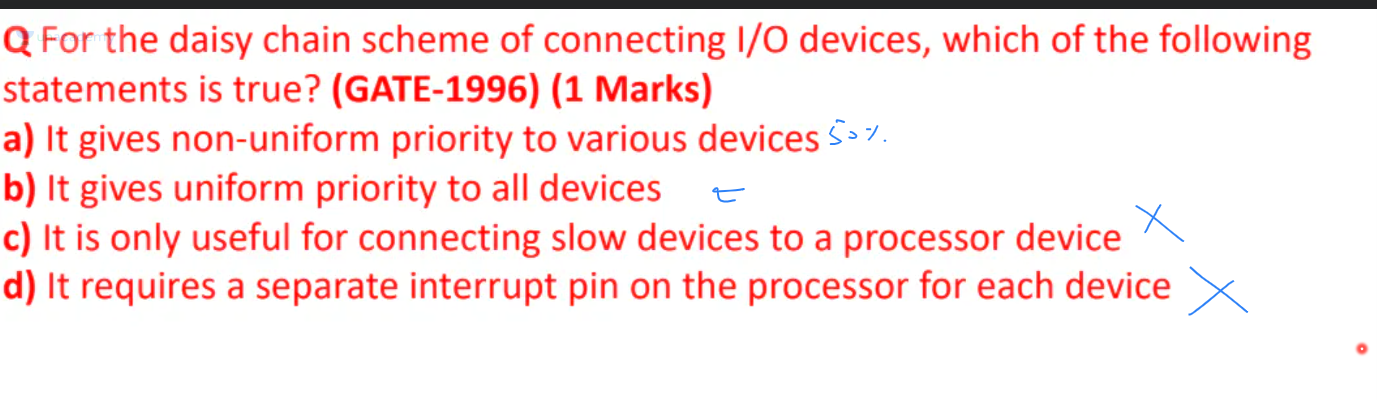 Q For the daisy chain scheme of connecting I/O devices, which of the following
statements is true? (GATE-1996) (1 Marks)
a) It gives non-uniform priority to various devices 50%.
b) It gives uniform priority to all devices
c) It is only useful for connecting slow devices to a processor device
d) It requires a separate interrupt pin on the processor for each device